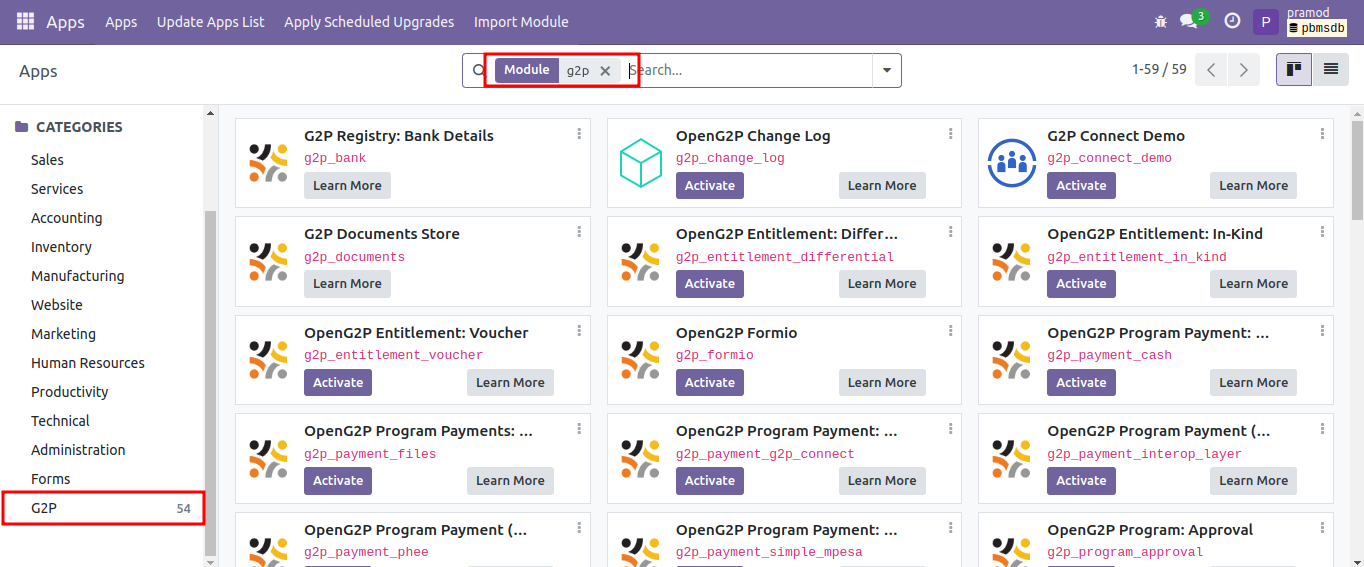 Apps
Apps
Update Apps List
Apply Scheduled Upgrades
Import Module
3
P
pramod
pbmsdb
Apps
Module g2p
Search...
1-59 / 59
CATEGORIES
Sales
Services
Accounting
Inventory
Manufacturing
Website
Marketing
Human Resources
Productivity
Technical
Administration
Forms
G2P 54
G2P Registry: Bank Details
g2p_bank
Learn More
OpenG2P Change Log
g2p_change_log
Activate Learn More
G2P Connect Demo
g2p_connect_demo
Activate Learn More
G2P Documents Store
g2p_documents
Learn More
OpenG2P Entitlement: Differ...
g2p_entitlement_differential
Activate Learn More
OpenG2P Entitlement: In-Kind
g2p_entitlement_in_kind
Activate Learn More
OpenG2P Entitlement: Voucher
g2p_entitlement_voucher
Activate Learn More
OpenG2P Formio
g2p_formio
Activate Learn More
OpenG2P Program Payment: ...
g2p_payment_cash
Activate Learn More
OpenG2P Program Payments: ...
g2p_payment_files
Activate Learn More
OpenG2P Program Payment: ...
g2p_payment_g2p_connect
Activate Learn More
OpenG2P Program Payment (...
g2p_payment_interop_layer
Activate Learn More
OpenG2P Program Payment (...
g2p_payment_phee
OpenG2P Program Payment: ...
g2p_payment_simple_mpesa
OpenG2P Program: Approval
g2p_program_approval